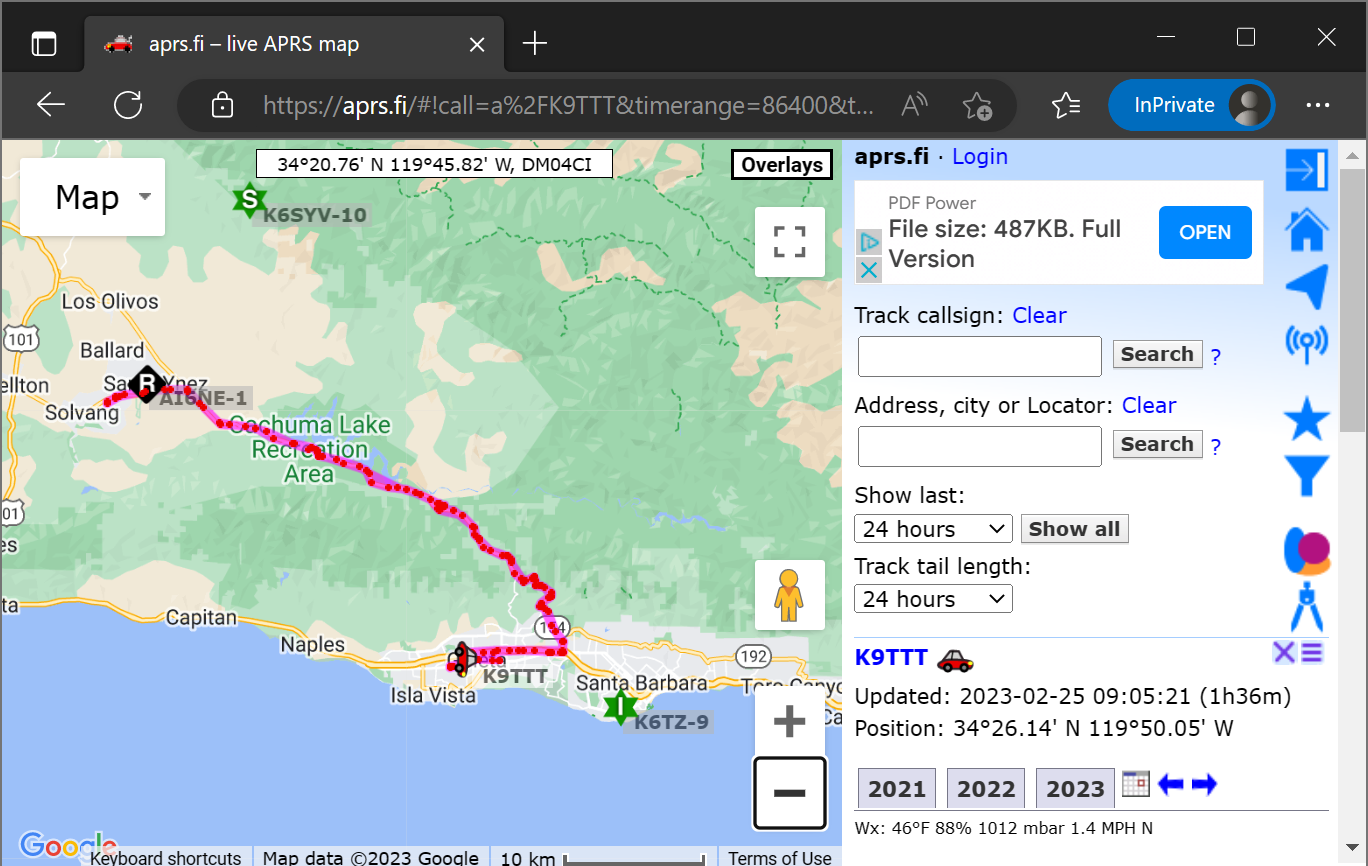 aprs.fi – live APRS map
https://aprs.fi/#!call=a%2FK9TTT&timerange=86400&t...
InPrivate
Map
34°20.76' N 119°45.82' W, DM04CI
Overlays
S
K6SYV-10
Los Olivos
101
Ballard
ellton
R
AI6NE-1
Solvang
Cachuma Lake
Recreation
Area
01
es
ta
Capitan
Naples
154
192
K9TTT
Isla Vista
Santa Barbara
Toro Canyo
Ca
I
K6TZ-9
Google
Keyboard shortcuts
Map data ©2023 Google
10 km
Terms of Use
aprs.fi · Login
PDF Power
File size: 487KB. Full
Version
OPEN
Track callsign: Clear
Search ?
Address, city or Locator: Clear
Search ?
Show last:
24 hours
Show all
Track tail length:
24 hours
K9TTT
Updated: 2023-02-25 09:05:21 (1h36m)
Position: 34°26.14' N 119°50.05' W
2021 2022 2023
Wx: 46°F 88% 1012 mbar 1.4 MPH N